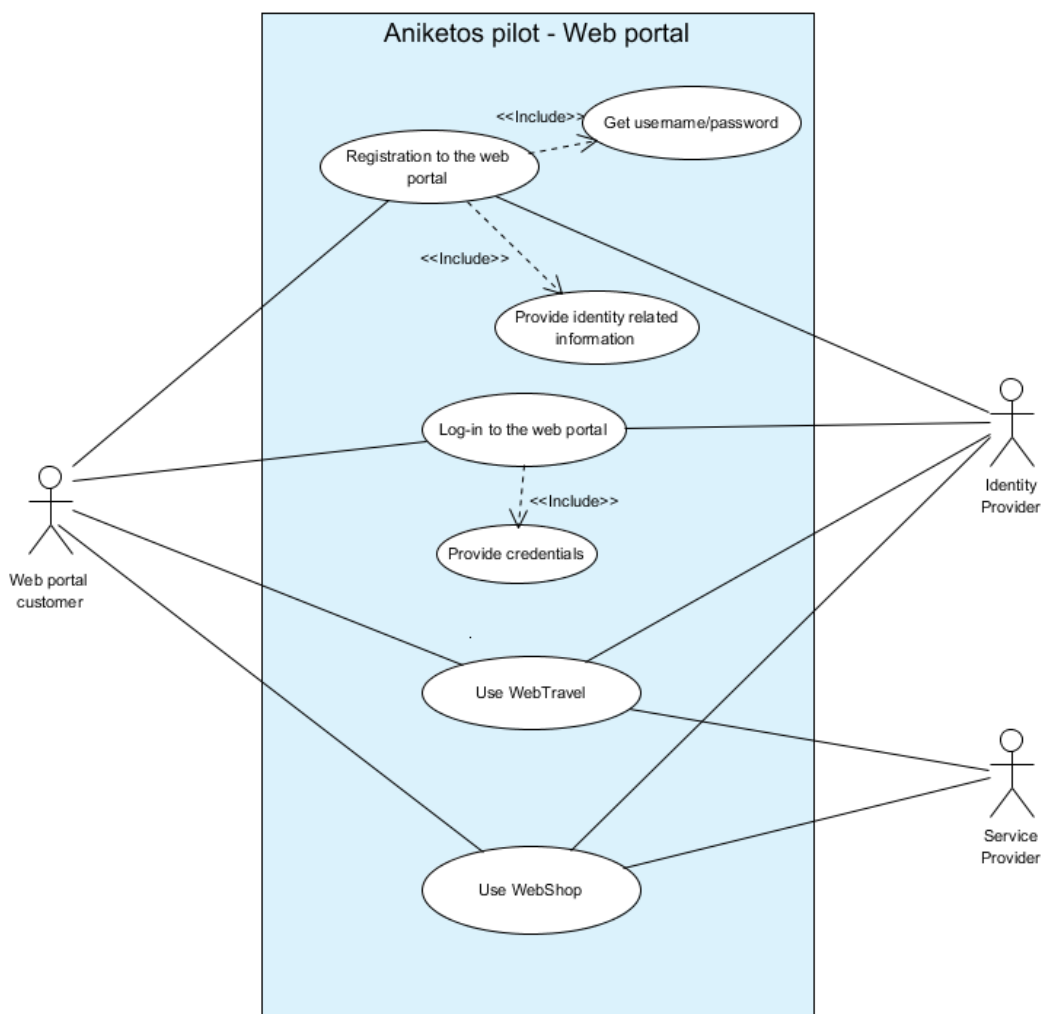 Aniketos pilot - Web portal
<<Include>>
Get username/password
Registration to the web
portal
<<Include>>
Provide identity related
information
Log-in to the web portal
Identity
Provider
<<Include>>
Provide credentials
Web portal
customer
Use WebTravel
Service
Provider
Use WebShop